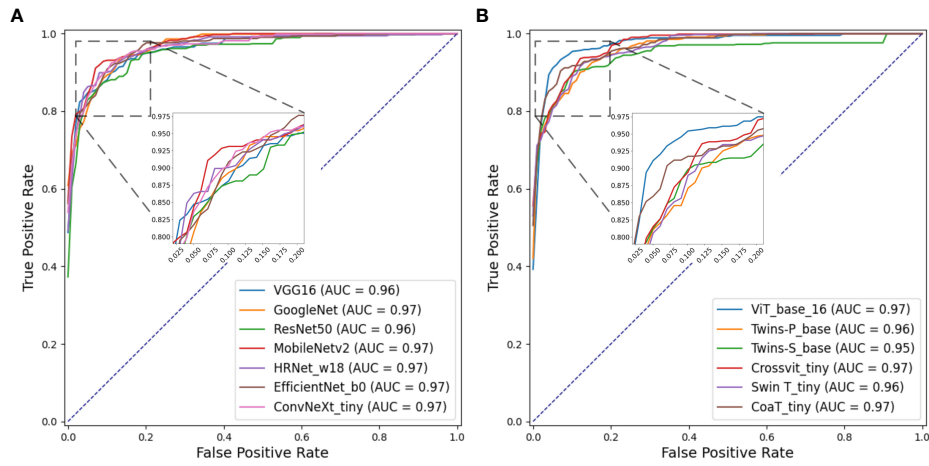 A
B
True Positive Rate
1.0
0.8
0.6
0.4
0.2
0.0
0.975
0.950
0.925
0.900
0.875
0.850
0.825
0.800
0.025
0.050
0.075
0.100
0.125
0.150
0.175
0.200
VGG16 (AUC = 0.96)
GoogleNet (AUC = 0.97)
ResNet50 (AUC = 0.96)
MobileNetv2 (AUC = 0.97)
HRNet_w18 (AUC = 0.97)
EfficientNet_b0 (AUC = 0.97)
ConvNeXt_tiny (AUC = 0.97)
0.0 0.2 0.4 0.6 0.8 1.0
False Positive Rate
True Positive Rate
1.0
0.8
0.6
0.4
0.2
0.0
0.975
0.950
0.925
0.900
0.875
0.850
0.825
0.800
0.025
0.050
0.075
0.100
0.125
0.150
0.175
0.200
ViT_base_16 (AUC = 0.97)
Twins-P_base (AUC = 0.96)
Twins-S_base (AUC = 0.95)
Crossvit_tiny (AUC = 0.97)
Swin T_tiny (AUC = 0.96)
CoaT_tiny (AUC = 0.97)
0.0 0.2 0.4 0.6 0.8 1.0
False Positive Rate